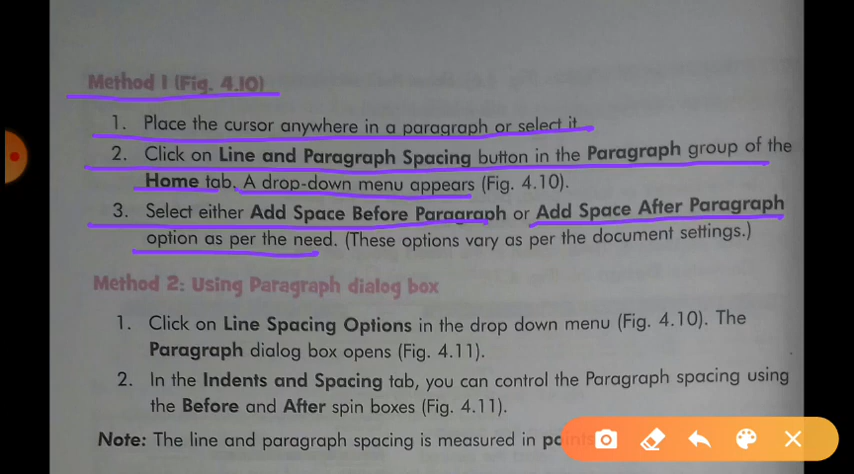 Method 1 (Fig. 4.10)
1. Place the cursor anywhere in a paragraph or select it.
2. Click on Line and Paragraph Spacing button in the Paragraph group of the
Home tab. A drop-down menu appears (Fig. 4.10).
3. Select either Add Space Before Paragraph or Add Space After Paragraph
option as per the need. (These options vary as per the document settings.)
Method 2: Using Paragraph dialog box
1. Click on Line Spacing Options in the drop down menu (Fig. 4.10). The
Paragraph dialog box opens (Fig. 4.11).
2. In the Indents and Spacing tab, you can control the Paragraph spacing using
the Before and After spin boxes (Fig. 4.11).
Note: The line and paragraph spacing is measured in points